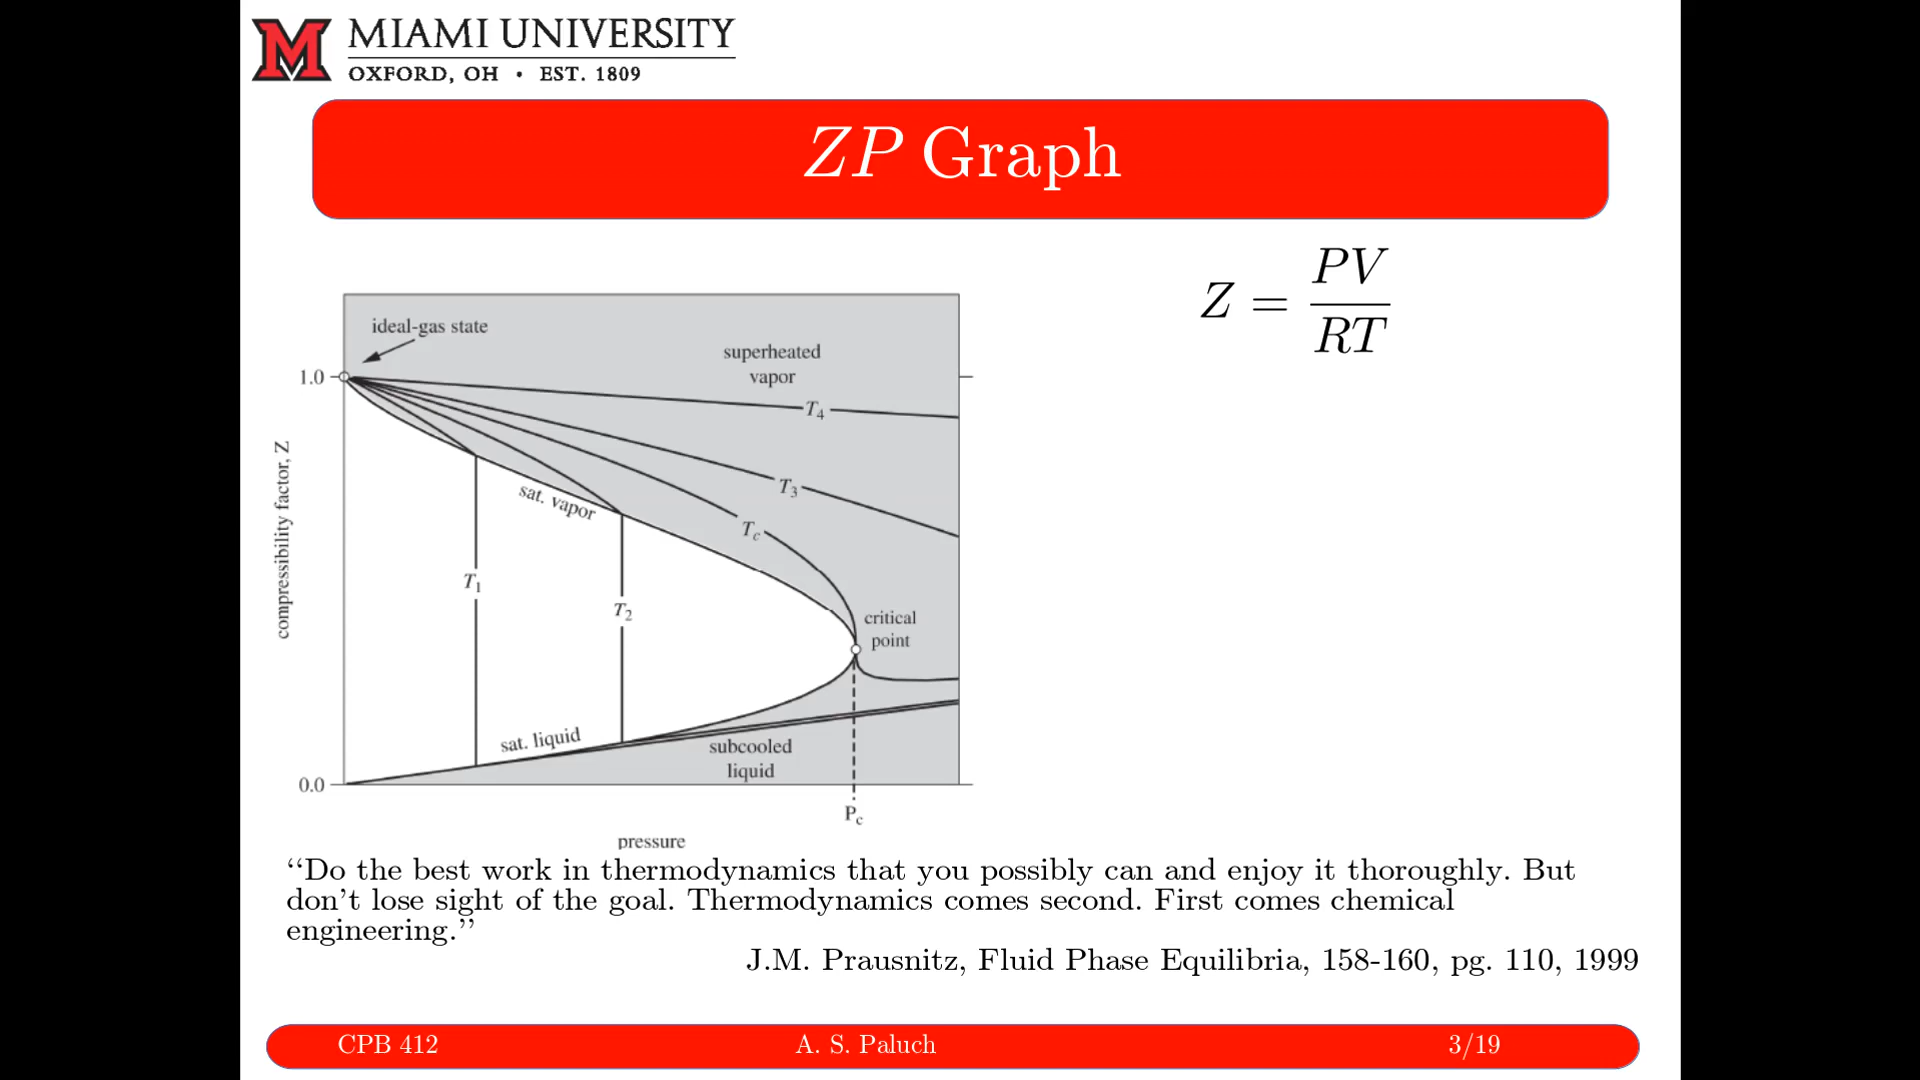 MIAMI UNIVERSITY
OXFORD, OH • EST. 1809
ZP Graph
Z = PV / RT
ideal-gas state
superheated
vapor
1.0
T4
T3
Tc
sat. vapor
compressibility factor, Z
T1
T2
critical
point
sat. liquid
subcooled
liquid
0.0
Pc
pressure
“Do the best work in thermodynamics that you possibly can and enjoy it thoroughly. But
don’t lose sight of the goal. Thermodynamics comes second. First comes chemical
engineering.”
J.M. Prausnitz, Fluid Phase Equilibria, 158-160, pg. 110, 1999
CPB 412 A. S. Paluch 3/19